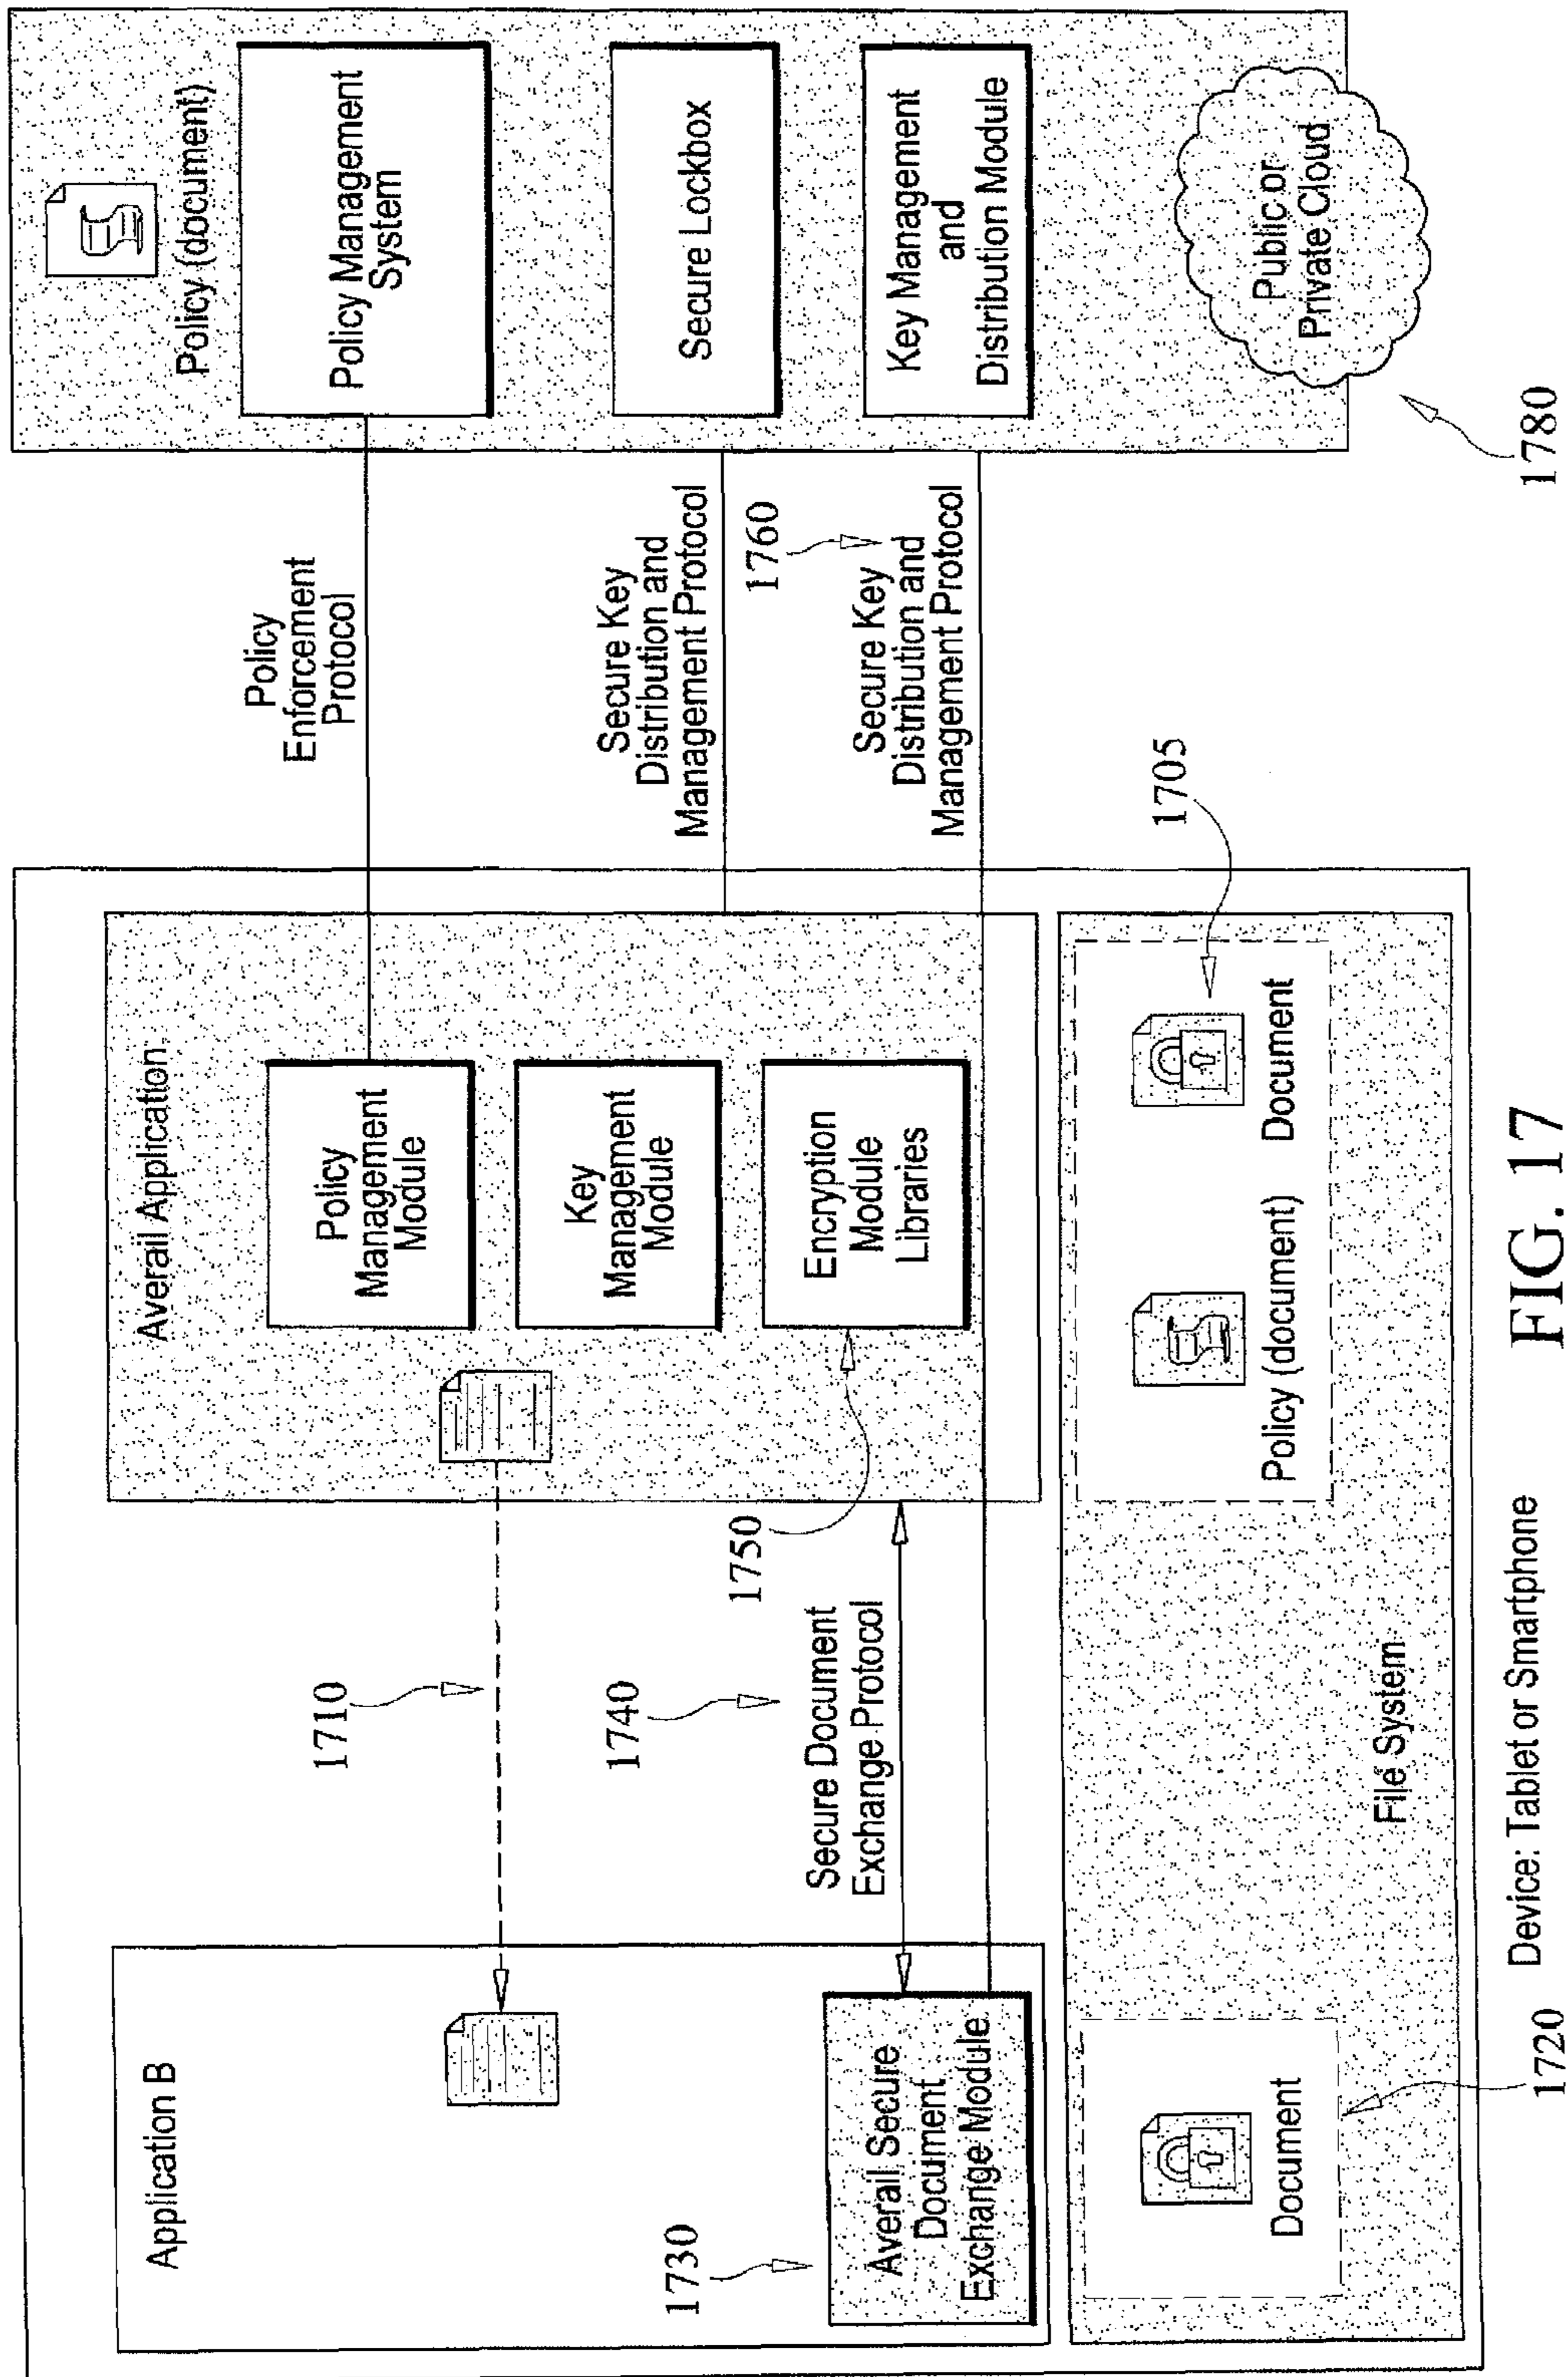 Application B
1730
Averail Secure
Document
Exchange Module
1710
1740
Secure Document
Exchange Protocol
Averail Application
Policy
Management
Module
Key
Management
Module
Encryption
Module
Libraries
1750
Policy
Enforcement
Protocol
Secure Key
Distribution and
Management Protocol
1760
Secure Key
Distribution and
Management Protocol
Policy (document)
Policy Management
System
Secure Lockbox
Key Management
and
Distribution Module
Public or
Private Cloud
1780
Document
1720
File System
Policy (document)
Document
1705
Device: Tablet or Smartphone
FIG. 17